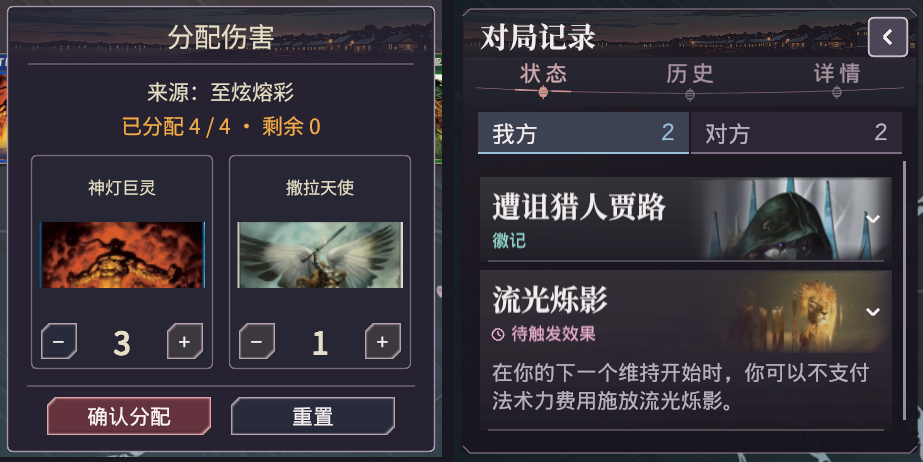 分配伤害
来源：至炫熔彩
已分配 4 / 4 · 剩余 0
神灯巨灵
撒拉天使
− 3 +
− 1 +
确认分配
重置
对局记录
状态 历史 详情
我方 2 对方 2
遭诅猎人贾路
徽记
流光烁影
待触发效果
在你的下一个维持开始时，你可以不支付
法术力费用施放流光烁影。